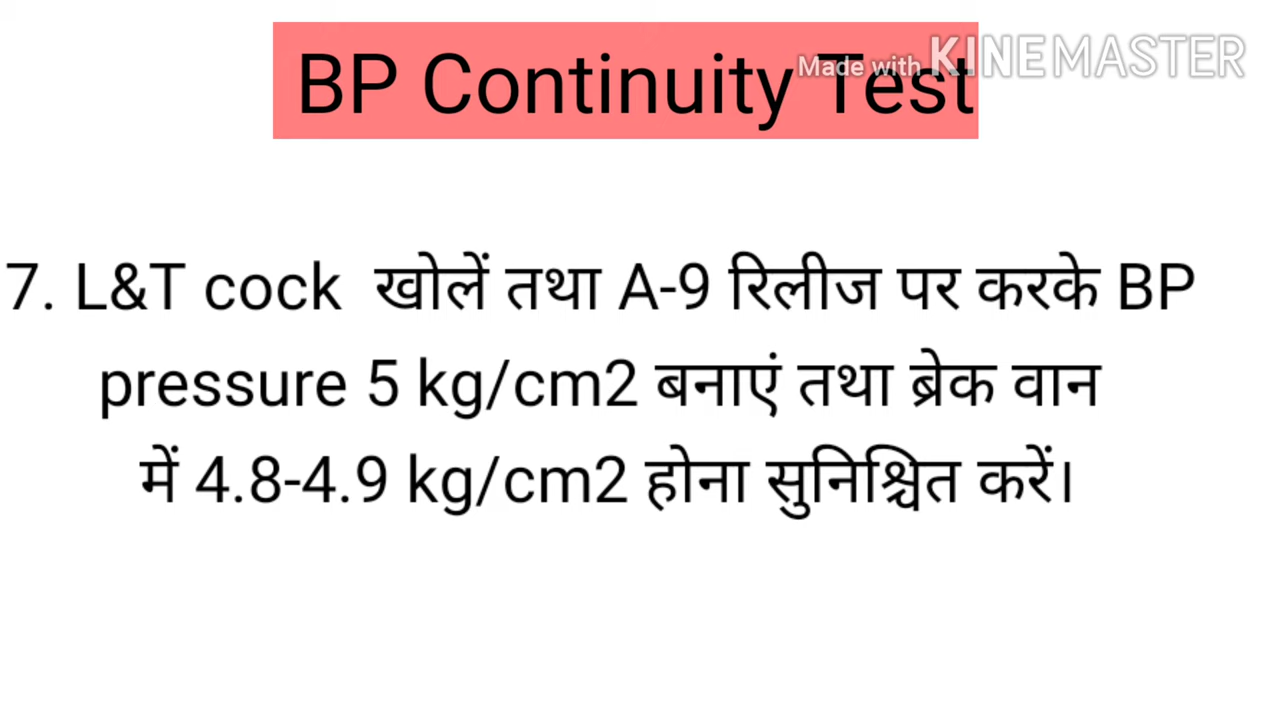 BP Continuity Test
Made with KINEMASTER
7. L&T cock खोलें तथा A-9 रिलीज पर करके BP
pressure 5 kg/cm2 बनाएं तथा ब्रेक वान
में 4.8-4.9 kg/cm2 होना सुनिश्चित करें।